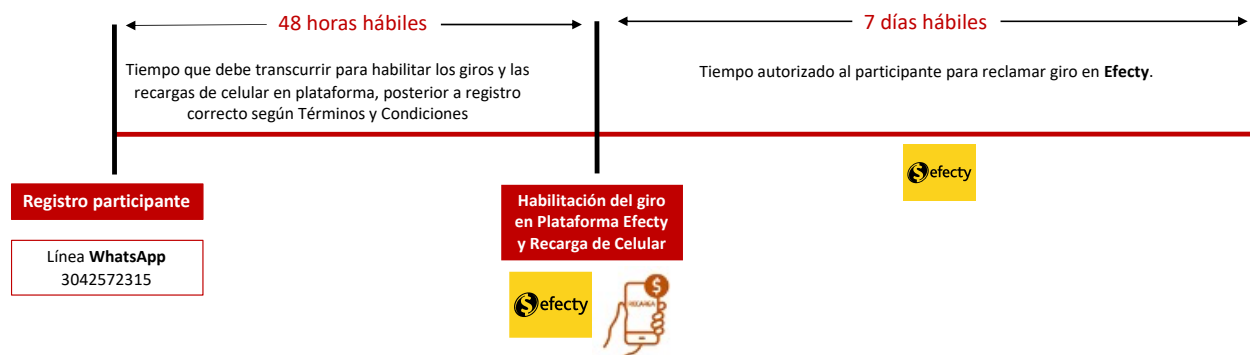 48 horas hábiles
7 días hábiles
Tiempo que debe transcurrir para habilitar los giros y las
recargas de celular en plataforma, posterior a registro
correcto según Términos y Condiciones
Tiempo autorizado al participante para reclamar giro en Efecty.
$efecty
Registro participante
Habilitación del giro
en Plataforma Efecty
y Recarga de Celular
Línea WhatsApp
3042572315
$efecty
$
RECARGA